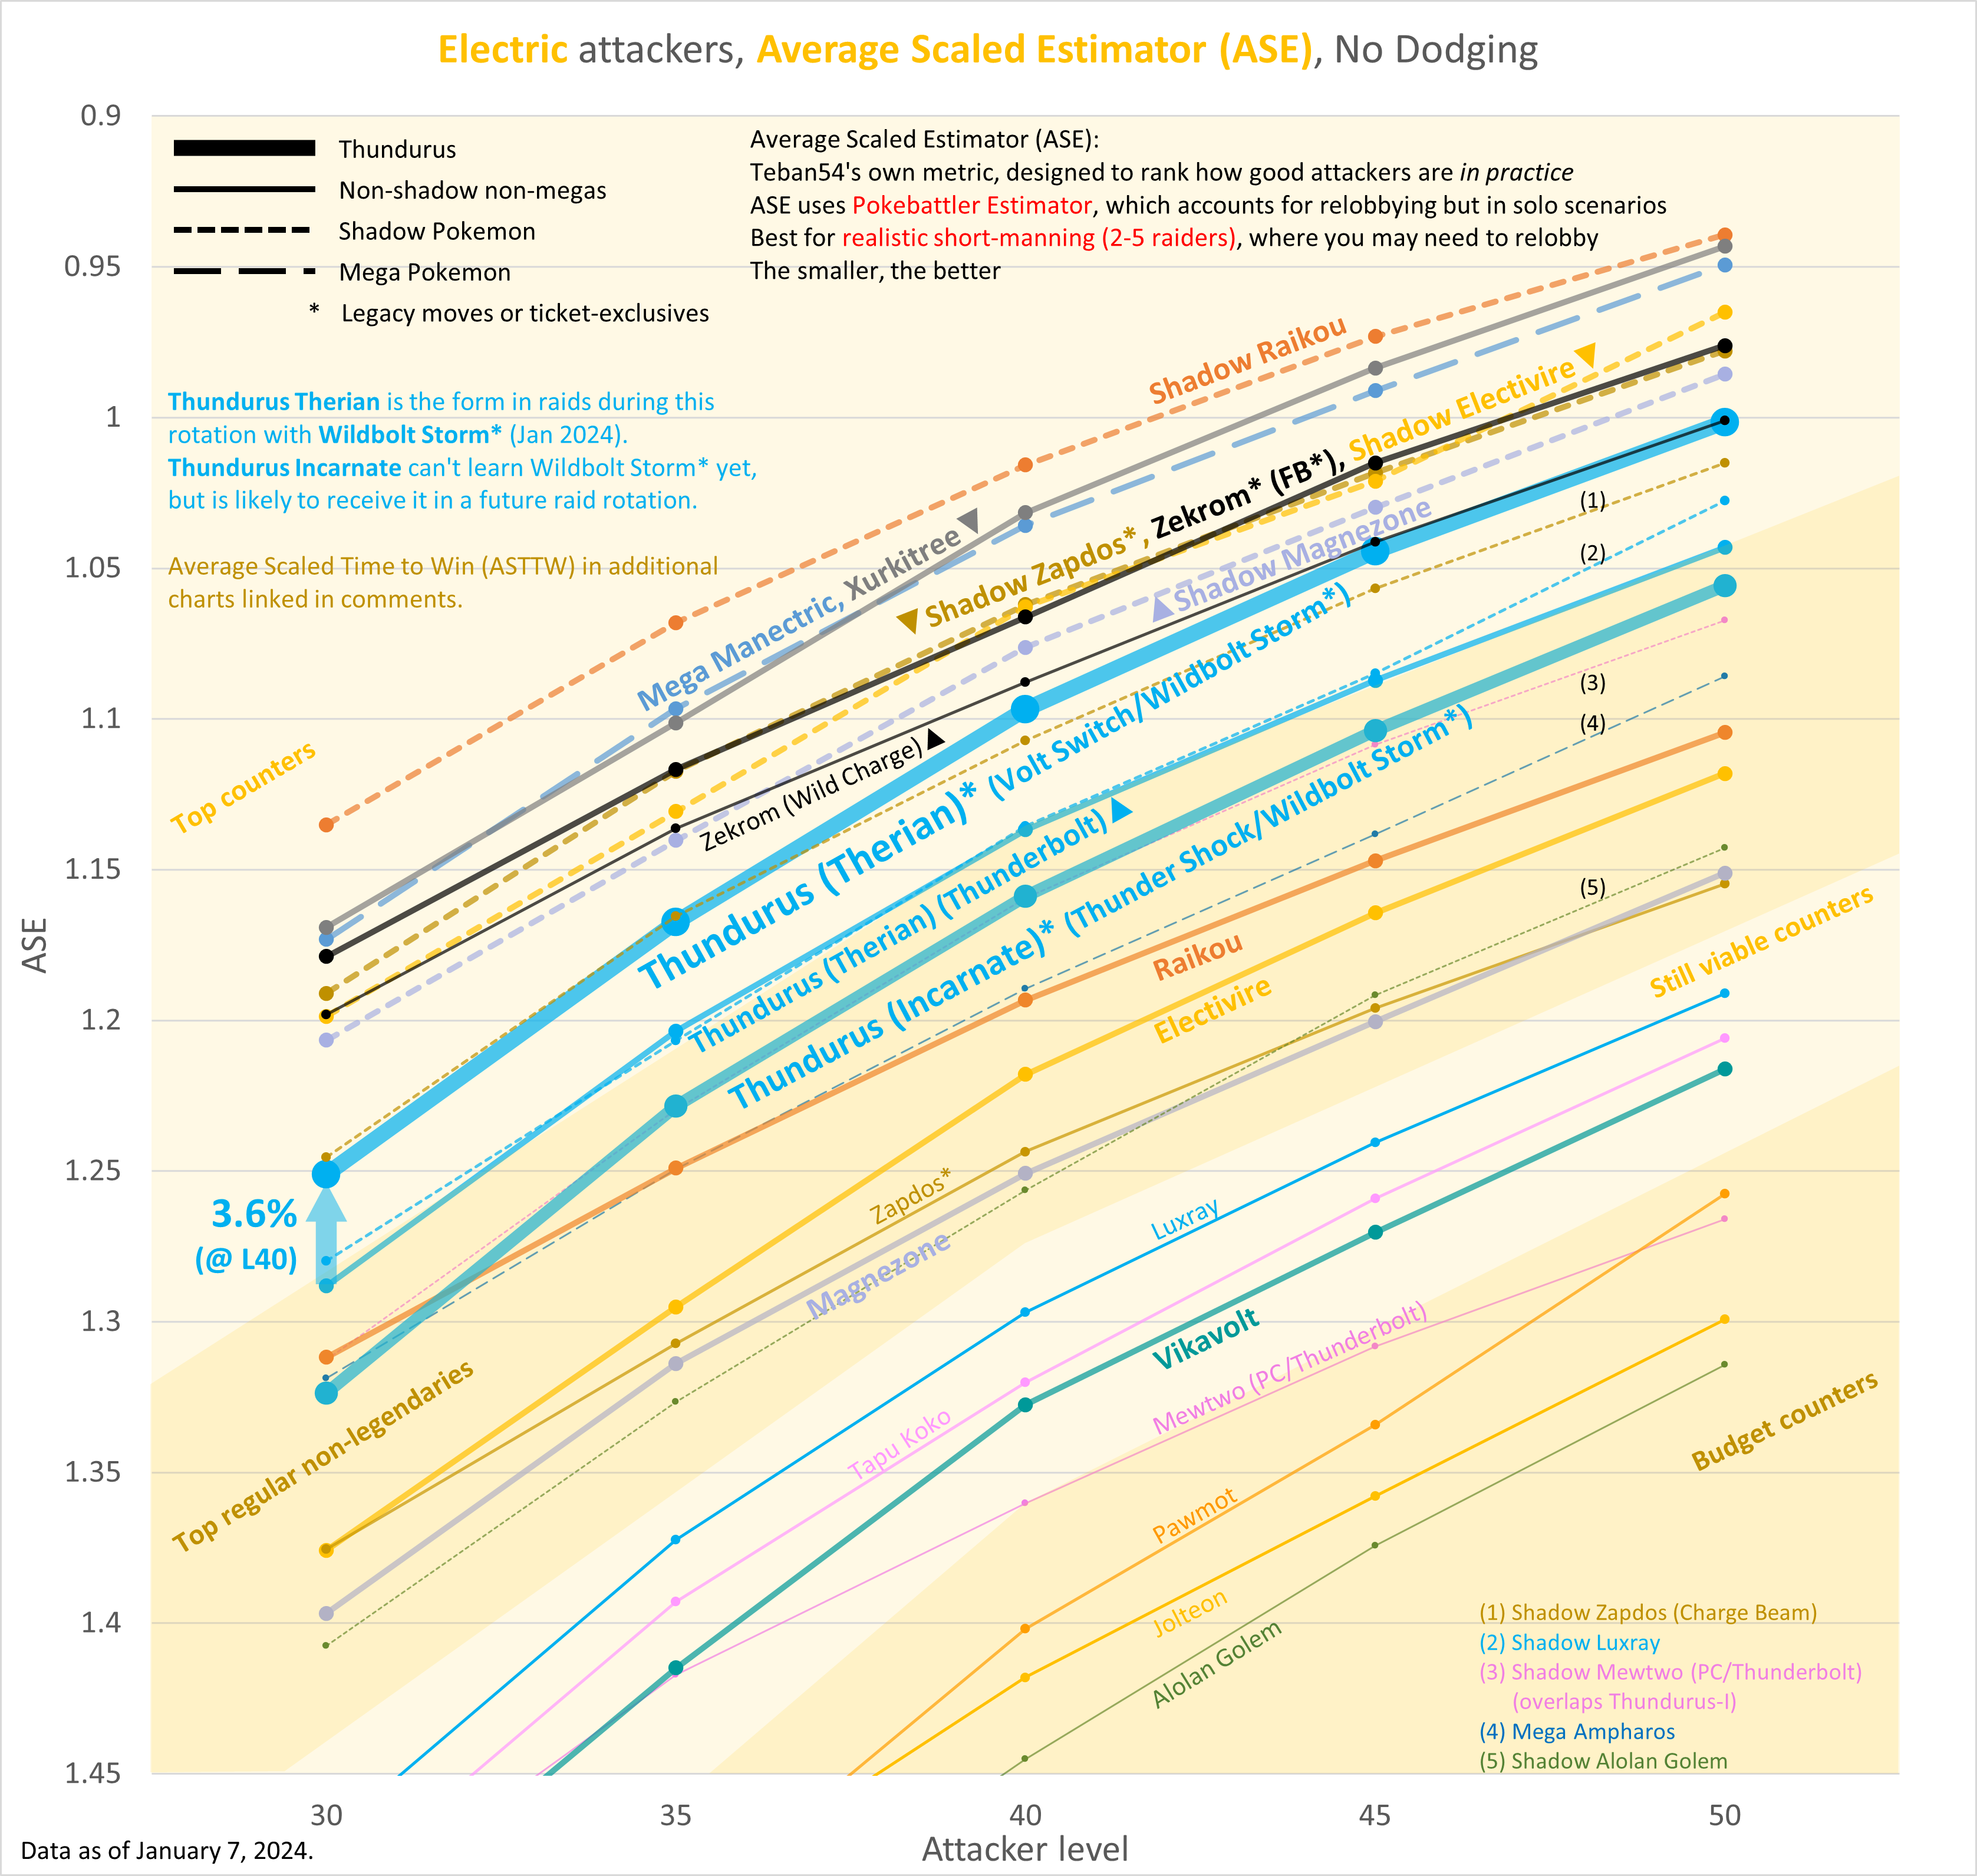 Electric attackers, Average Scaled Estimator (ASE), No Dodging
0.9
0.95
1
1.05
1.1
1.15
1.2
1.25
1.3
1.35
1.4
1.45
ASE
30
35
40
45
50
Attacker level
Thundurus
Non-shadow non-megas
Shadow Pokemon
Mega Pokemon
* Legacy moves or ticket-exclusives
Average Scaled Estimator (ASE):
Teban54's own metric, designed to rank how good attackers are in practice
ASE uses Pokebattler Estimator, which accounts for relobbying but in solo scenarios
Best for realistic short-manning (2-5 raiders), where you may need to relobby
The smaller, the better
Thundurus Therian is the form in raids during this
rotation with Wildbolt Storm* (Jan 2024).
Thundurus Incarnate can't learn Wildbolt Storm* yet,
but is likely to receive it in a future raid rotation.
Average Scaled Time to Win (ASTTW) in additional
charts linked in comments.
Top counters
Shadow Raikou
Mega Manectric, Xurkitree ▼
▼ Shadow Zapdos*, Zekrom* (FB*), Shadow Electivire ▼
▲ Shadow Magnezone
Zekrom (Wild Charge) ▲
Thundurus (Therian)* (Volt Switch/Wildbolt Storm*)
Thundurus (Therian) (Thunderbolt) ▲
Thundurus (Incarnate)* (Thunder Shock/Wildbolt Storm*)
(1)
(2)
(3)
(4)
(5)
3.6%
(@ L40)
Raikou
Electivire
Zapdos*
Magnezone
Still viable counters
Top regular non-legendaries
Luxray
Tapu Koko
Vikavolt
Mewtwo (PC/Thunderbolt)
Pawmot
Jolteon
Alolan Golem
Budget counters
(1) Shadow Zapdos (Charge Beam)
(2) Shadow Luxray
(3) Shadow Mewtwo (PC/Thunderbolt)
(overlaps Thundurus-I)
(4) Mega Ampharos
(5) Shadow Alolan Golem
Data as of January 7, 2024.